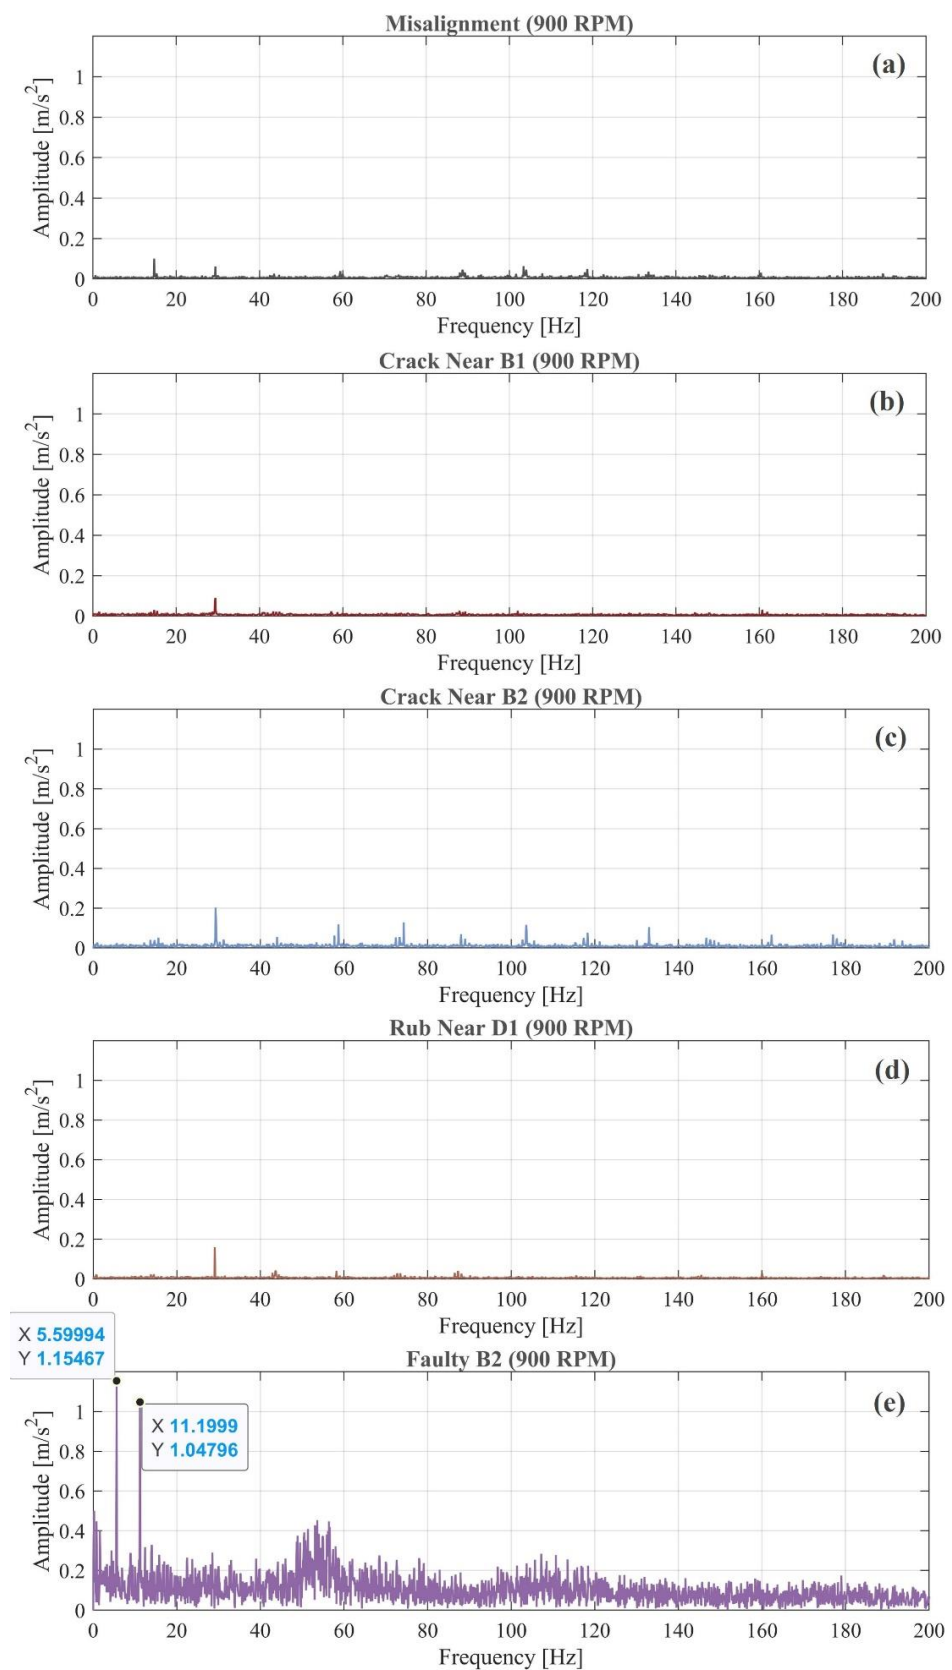 Misalignment (900 RPM)
(a)
Amplitude [m/s²]
1
0.8
0.6
0.4
0.2
0
0 20 40 60 80 100 120 140 160 180 200
Frequency [Hz]
Crack Near B1 (900 RPM)
(b)
Amplitude [m/s²]
1
0.8
0.6
0.4
0.2
0
0 20 40 60 80 100 120 140 160 180 200
Frequency [Hz]
Crack Near B2 (900 RPM)
(c)
Amplitude [m/s²]
1
0.8
0.6
0.4
0.2
0
0 20 40 60 80 100 120 140 160 180 200
Frequency [Hz]
Rub Near D1 (900 RPM)
(d)
Amplitude [m/s²]
1
0.8
0.6
0.4
0.2
0
0 20 40 60 80 100 120 140 160 180 200
Frequency [Hz]
X 5.59994
Y 1.15467
Faulty B2 (900 RPM)
(e)
X 11.1999
Y 1.04796
Amplitude [m/s²]
1
0.8
0.6
0.4
0.2
0
0 20 40 60 80 100 120 140 160 180 200
Frequency [Hz]